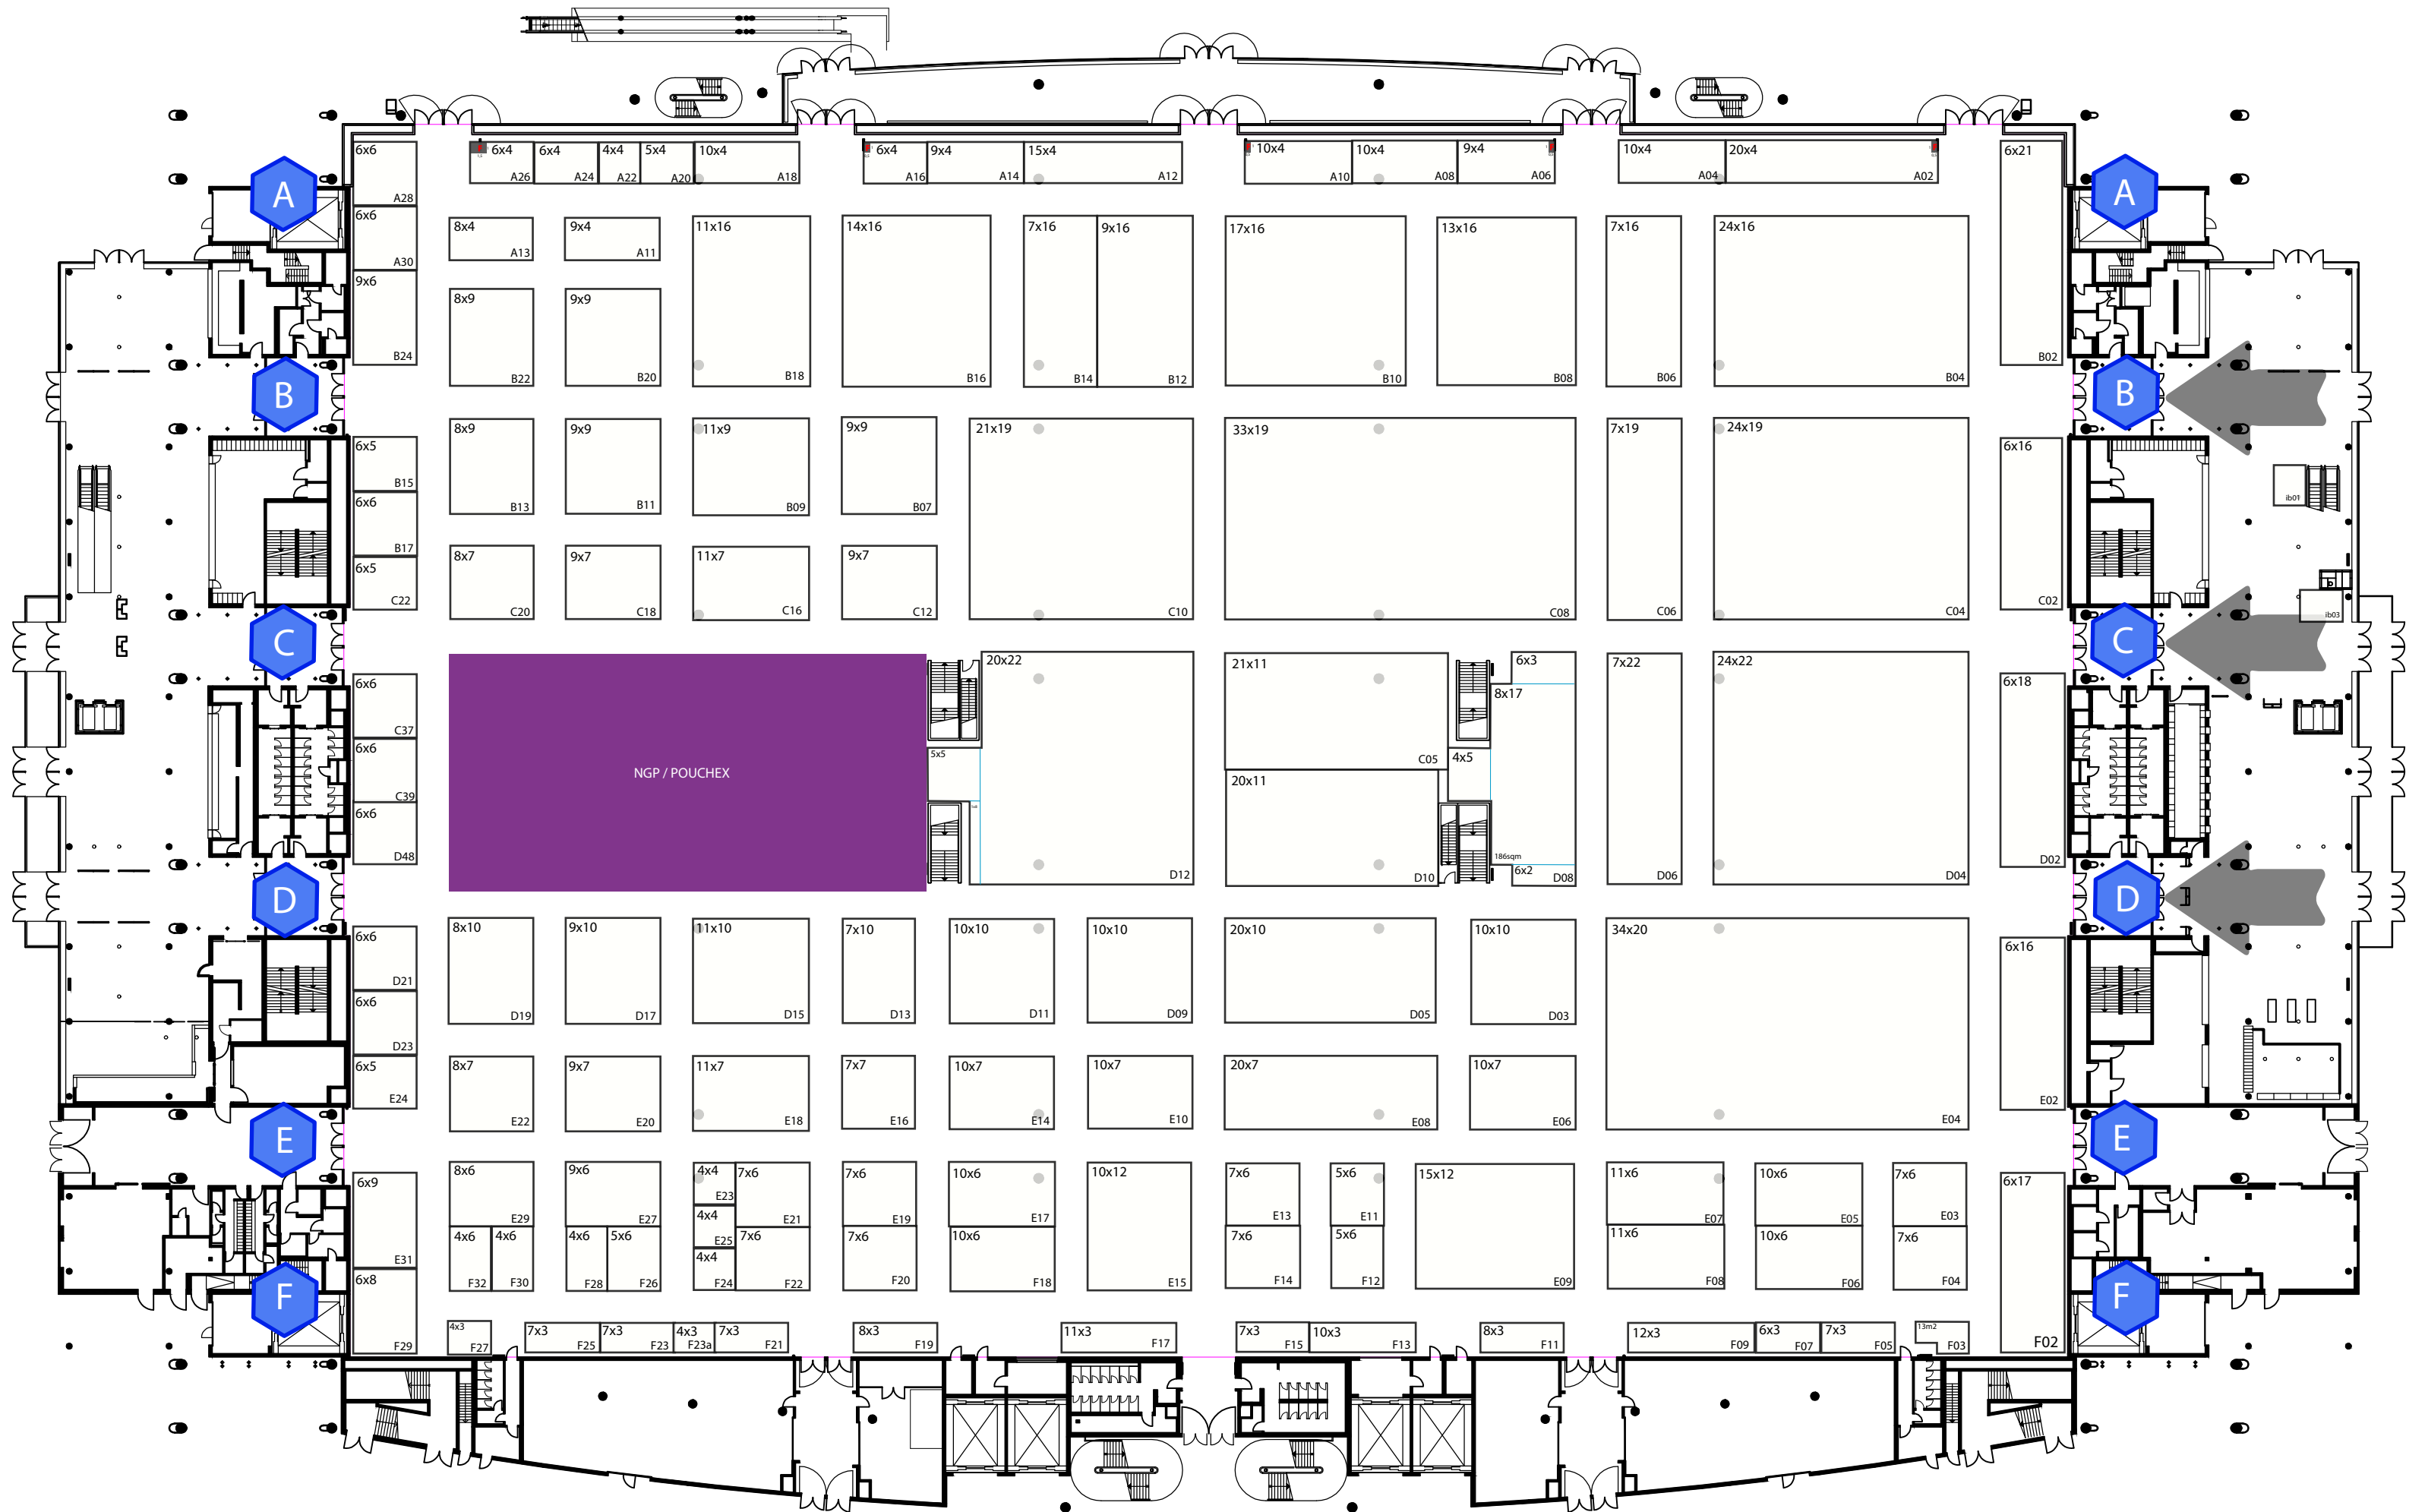 6x6
A28
6x4
A26
6x4
A24
4x4
A22
5x4
A20
10x4
A18
6x4
A16
9x4
A14
15x4
A12
10x4
A10
10x4
A08
9x4
A06
10x4
A04
20x4
A02
6x21
B02
A
A
6x6
A30
9x6
B24
8x4
A13
9x4
A11
11x16
B18
14x16
B16
7x16
B14
9x16
B12
17x16
B10
13x16
B08
7x16
B06
24x16
B04
8x9
B22
9x9
B20
B
B
6x5
B15
6x6
B17
6x5
C22
8x9
B13
9x9
B11
11x9
B09
9x9
B07
21x19
C10
33x19
C08
7x19
C06
24x19
C04
6x16
C02
ib01
ib03
8x7
C20
9x7
C18
11x7
C16
9x7
C12
C
C
6x6
C37
6x6
C39
6x6
D48
NGP / POUCHEX
20x22
5x5
D12
21x11
C05
20x11
D10
6x3
8x17
4x5
186sqm
6x2
D08
7x22
D06
24x22
D04
6x18
D02
D
D
6x6
D21
6x6
D23
6x5
E24
8x10
D19
9x10
D17
11x10
D15
7x10
D13
10x10
D11
10x10
D09
20x10
D05
10x10
D03
34x20
E04
6x16
E02
8x7
E22
9x7
E20
11x7
E18
7x7
E16
10x7
E14
10x7
E10
20x7
E08
10x7
E06
E
E
6x9
E31
6x8
F29
8x6
E29
4x6
F32
4x6
F30
9x6
E27
4x6
F28
5x6
F26
4x4
E23
4x4
E25
4x4
F24
7x6
E21
7x6
F22
7x6
E19
7x6
F20
10x6
E17
10x6
F18
10x12
E15
7x6
E13
7x6
F14
5x6
E11
5x6
F12
15x12
E09
11x6
E07
11x6
F08
10x6
E05
10x6
F06
7x6
E03
7x6
F04
6x17
F02
F
F
4x3
F27
7x3
F25
7x3
F23
4x3
F23a
7x3
F21
8x3
F19
11x3
F17
7x3
F15
10x3
F13
8x3
F11
12x3
F09
6x3
F07
7x3
F05
13m2
F03